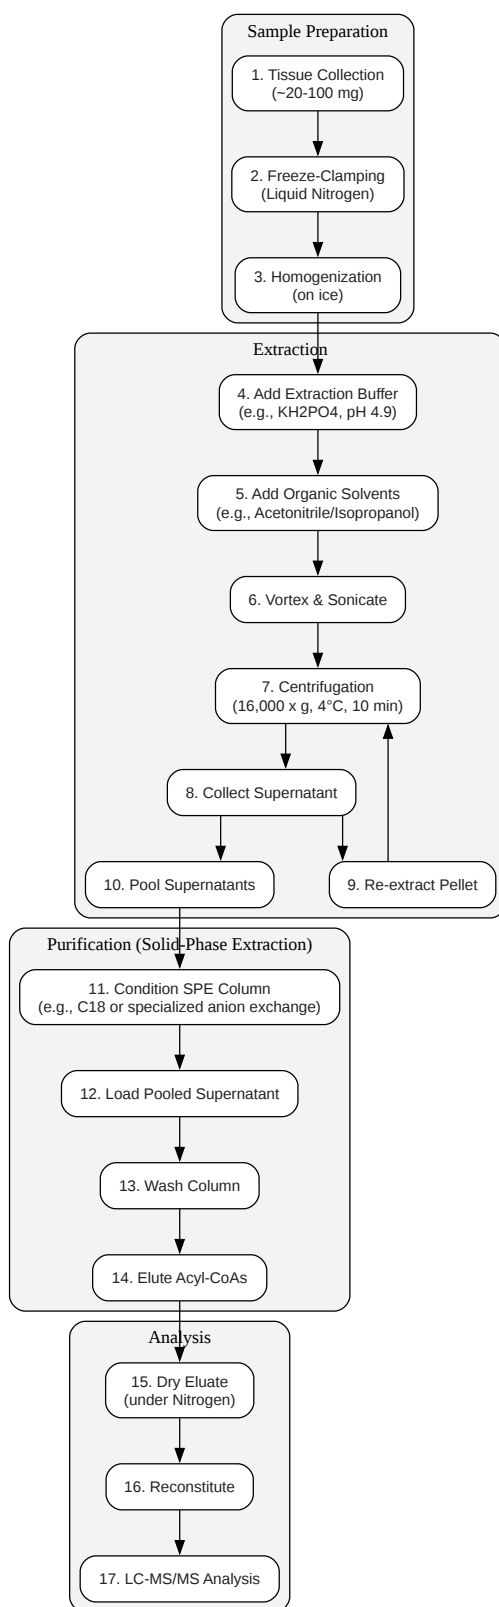 Sample Preparation
1. Tissue Collection
(~20-100 mg)
2. Freeze-Clamping
(Liquid Nitrogen)
3. Homogenization
(on ice)
Extraction
4. Add Extraction Buffer
(e.g., KH2PO4, pH 4.9)
5. Add Organic Solvents
(e.g., Acetonitrile/Isopropanol)
6. Vortex & Sonicate
7. Centrifugation
(16,000 x g, 4°C, 10 min)
8. Collect Supernatant
10. Pool Supernatants
9. Re-extract Pellet
Purification (Solid-Phase Extraction)
11. Condition SPE Column
(e.g., C18 or specialized anion exchange)
12. Load Pooled Supernatant
13. Wash Column
14. Elute Acyl-CoAs
Analysis
15. Dry Eluate
(under Nitrogen)
16. Reconstitute
17. LC-MS/MS Analysis